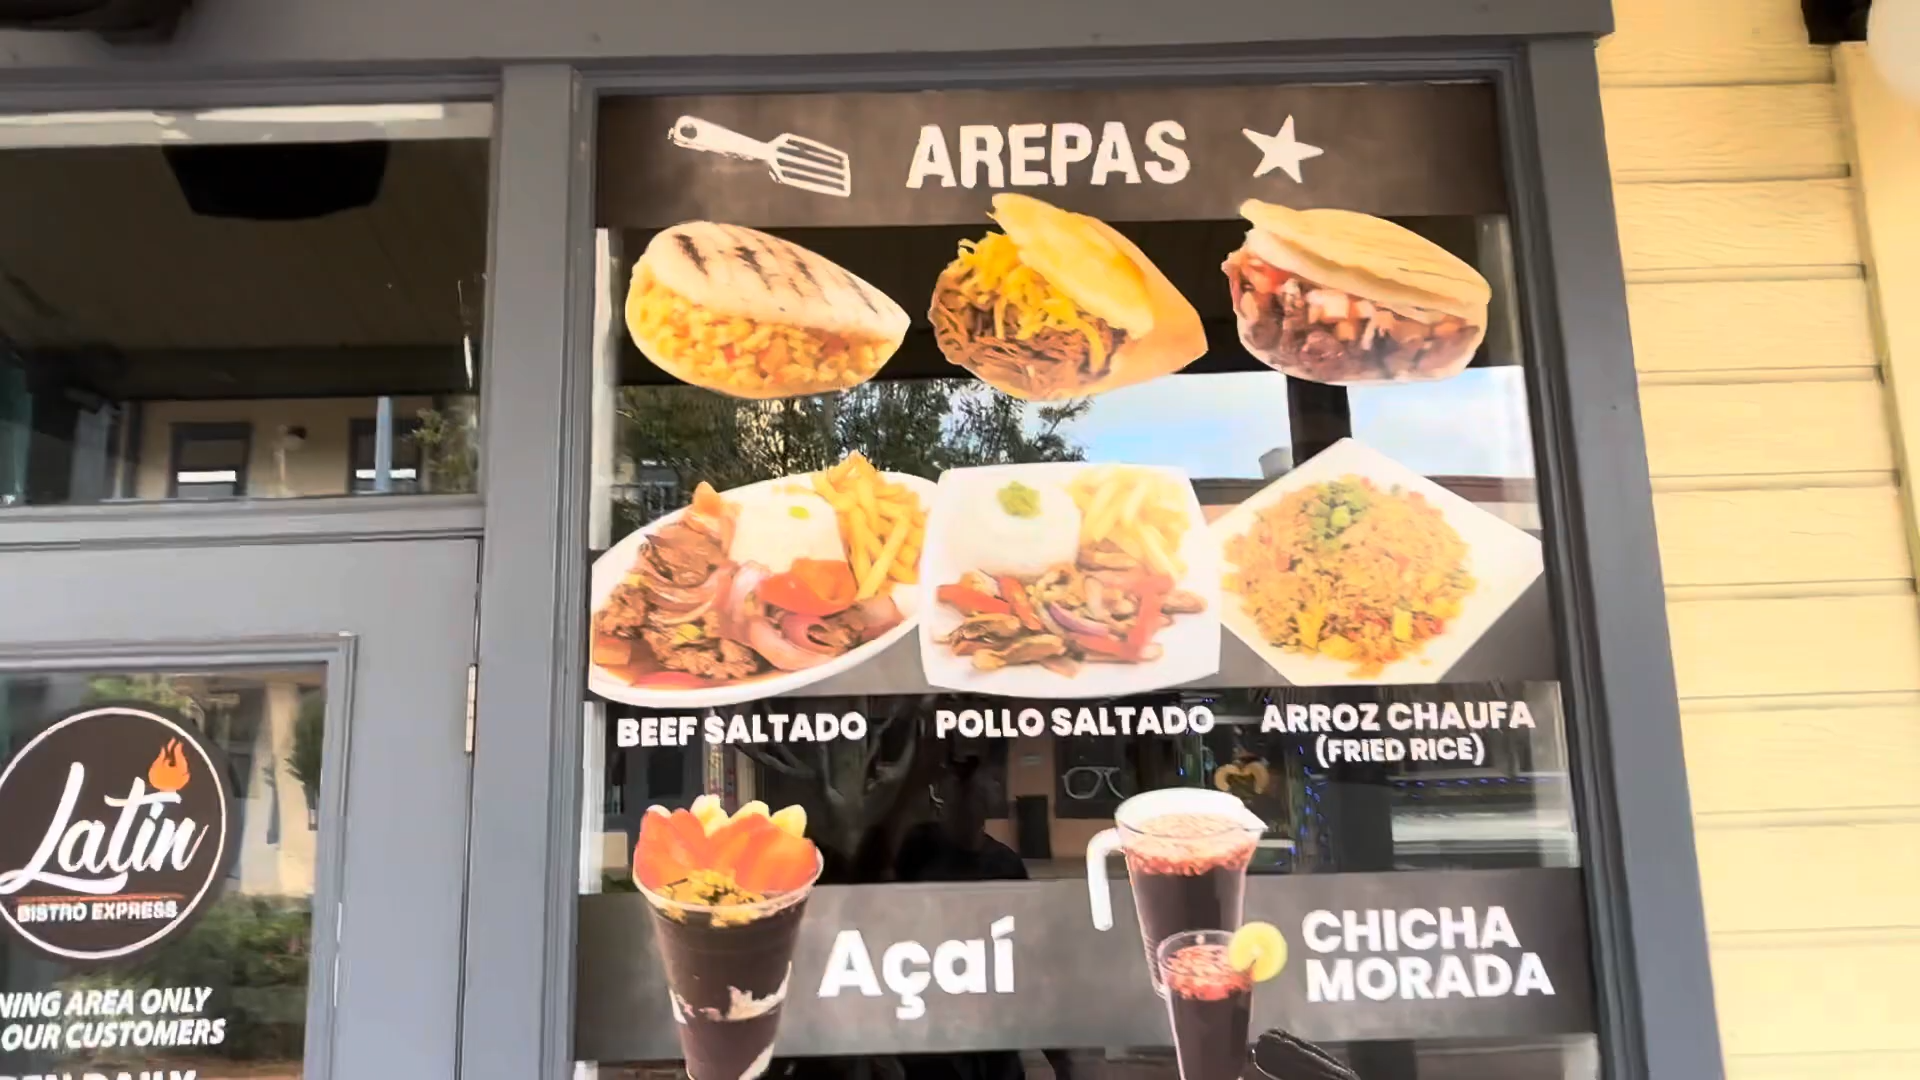 AREPAS
BEEF SALTADO
POLLO SALTADO
ARROZ CHAUFA
(FRIED RICE)
Latin
BISTRO EXPRESS
Açaí
CHICHA
MORADA
NING AREA ONLY
OUR CUSTOMERS